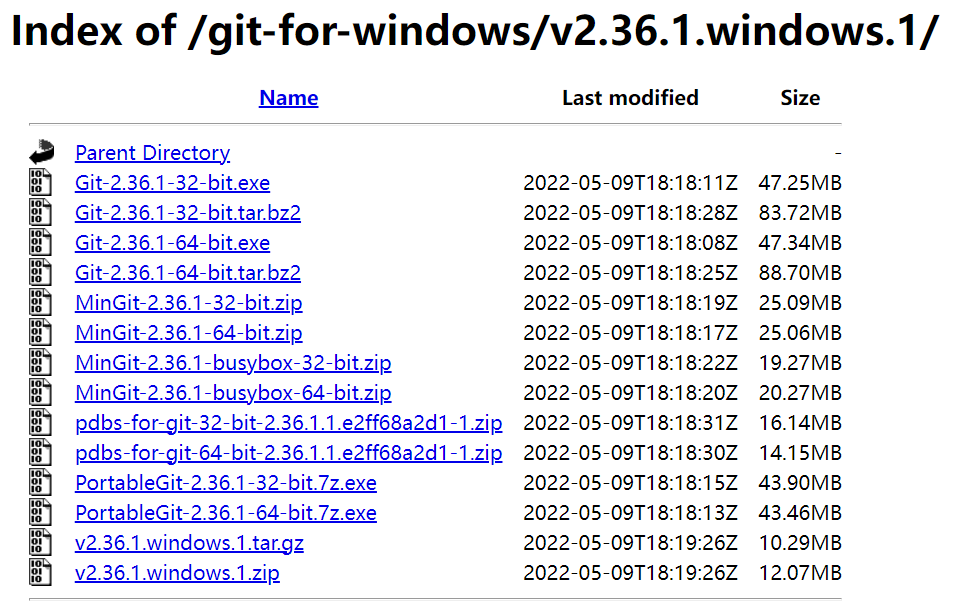 Index of /git-for-windows/v2.36.1.windows.1/
Name Last modified Size
Parent Directory -
Git-2.36.1-32-bit.exe 2022-05-09T18:18:11Z 47.25MB
Git-2.36.1-32-bit.tar.bz2 2022-05-09T18:18:28Z 83.72MB
Git-2.36.1-64-bit.exe 2022-05-09T18:18:08Z 47.34MB
Git-2.36.1-64-bit.tar.bz2 2022-05-09T18:18:25Z 88.70MB
MinGit-2.36.1-32-bit.zip 2022-05-09T18:18:19Z 25.09MB
MinGit-2.36.1-64-bit.zip 2022-05-09T18:18:17Z 25.06MB
MinGit-2.36.1-busybox-32-bit.zip 2022-05-09T18:18:22Z 19.27MB
MinGit-2.36.1-busybox-64-bit.zip 2022-05-09T18:18:20Z 20.27MB
pdbs-for-git-32-bit-2.36.1.1.e2ff68a2d1-1.zip 2022-05-09T18:18:31Z 16.14MB
pdbs-for-git-64-bit-2.36.1.1.e2ff68a2d1-1.zip 2022-05-09T18:18:30Z 14.15MB
PortableGit-2.36.1-32-bit.7z.exe 2022-05-09T18:18:15Z 43.90MB
PortableGit-2.36.1-64-bit.7z.exe 2022-05-09T18:18:13Z 43.46MB
v2.36.1.windows.1.tar.gz 2022-05-09T18:19:26Z 10.29MB
v2.36.1.windows.1.zip 2022-05-09T18:19:26Z 12.07MB